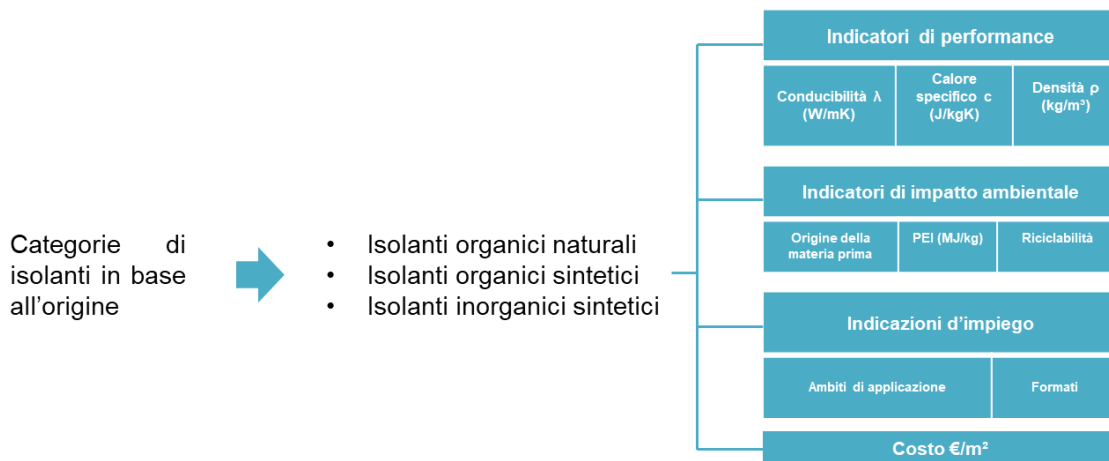 Categorie di
isolanti in base
all’origine
• Isolanti organici naturali
• Isolanti organici sintetici
• Isolanti inorganici sintetici
Indicatori di performance
Conducibilità λ
(W/mK)
Calore
specifico c
(J/kgK)
Densità ρ
(kg/m³)
Indicatori di impatto ambientale
Origine della
materia prima
PEI (MJ/kg)
Riciclabilità
Indicazioni d’impiego
Ambiti di applicazione
Formati
Costo €/m²